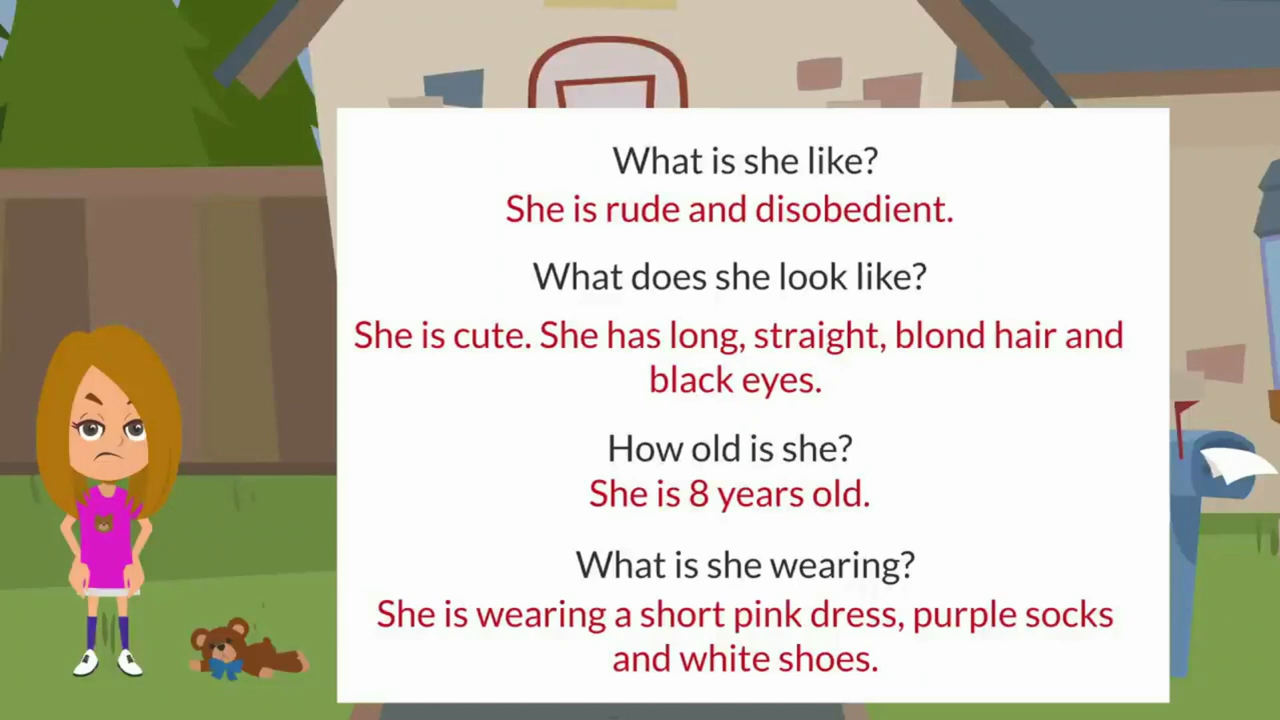 What is she like?
She is rude and disobedient.
What does she look like?
She is cute. She has long, straight, blond hair and
black eyes.
How old is she?
She is 8 years old.
What is she wearing?
She is wearing a short pink dress, purple socks
and white shoes.